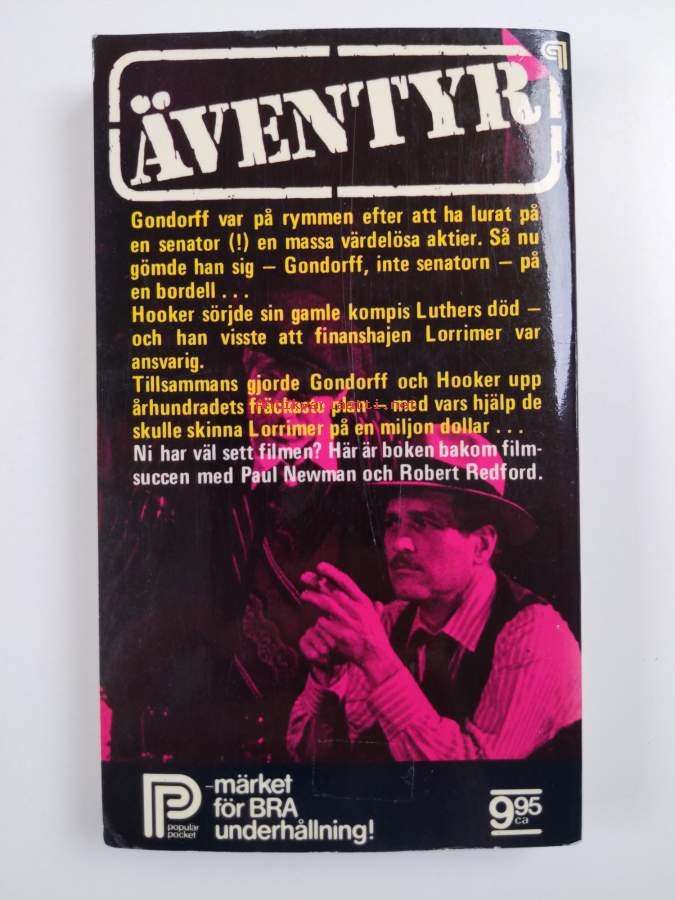 ÄVENTYR
Gondorff var på rymmen efter att ha lurat på
en senator (!) en massa värdelösa aktier. Så nu
gömde han sig – Gondorff, inte senatorn – på
en bordell . . .
Hooker sörjde sin gamle kompis Luthers död –
och han visste att finanshajen Lorrimer var
ansvarig.
Tillsammans gjorde Gondorff och Hooker upp
århundradets fräckaste plan – med vars hjälp de
skulle skinna Lorrimer på en miljon dollar . . .
Ni har väl sett filmen? Här är boken bakom film-
succen med Paul Newman och Robert Redford.
P
popular
pocket
-märket
för BRA
underhållning!
9.95
ca